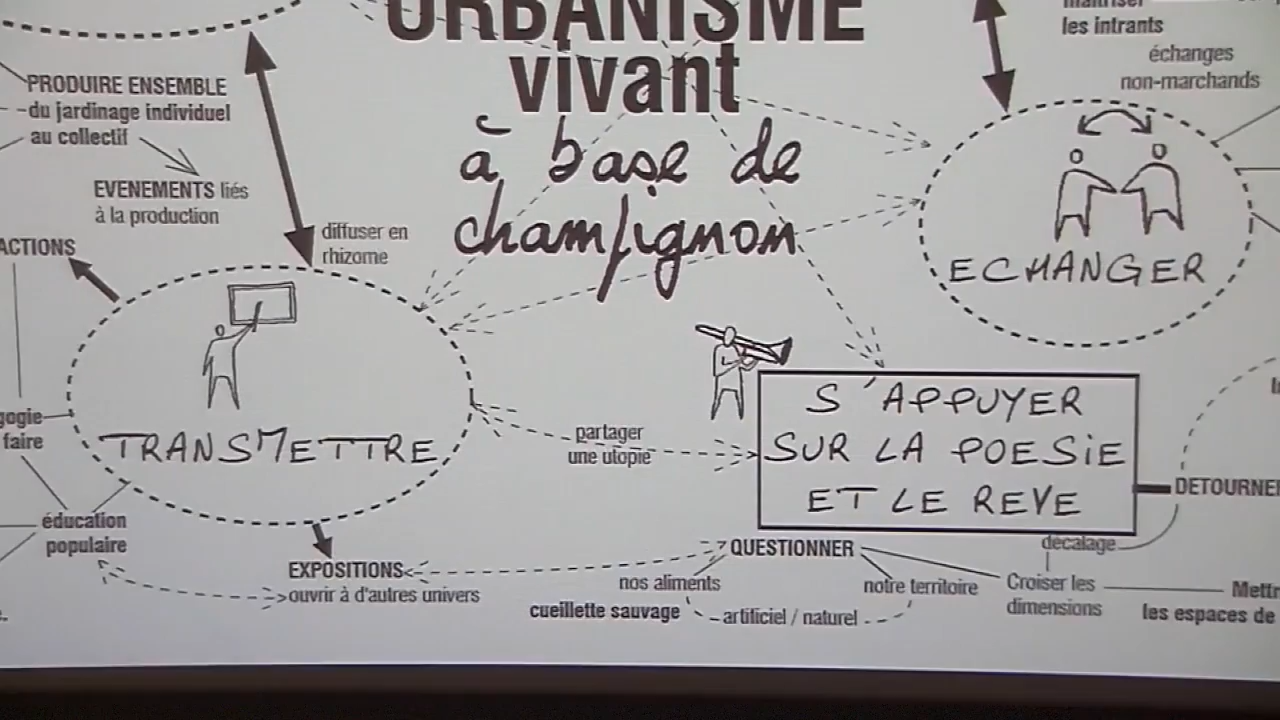 URBANISME
vivant
à base de
champignon
les intrants
échanges
non-marchands
PRODUIRE ENSEMBLE
du jardinage individuel
au collectif
EVENEMENTS liés
à la production
diffuser en
rhizome
ACTIONS
ECHANGER
TRANSMETTRE
faire
partager
une utopie
S'APPUYER
SUR LA POESIE
ET LE REVE
éducation
populaire
EXPOSITIONS
ouvrir à d'autres univers
QUESTIONNER
nos aliments
cueillette sauvage
artificiel / naturel
notre territoire
décalage
Croiser les
dimensions
les espaces de